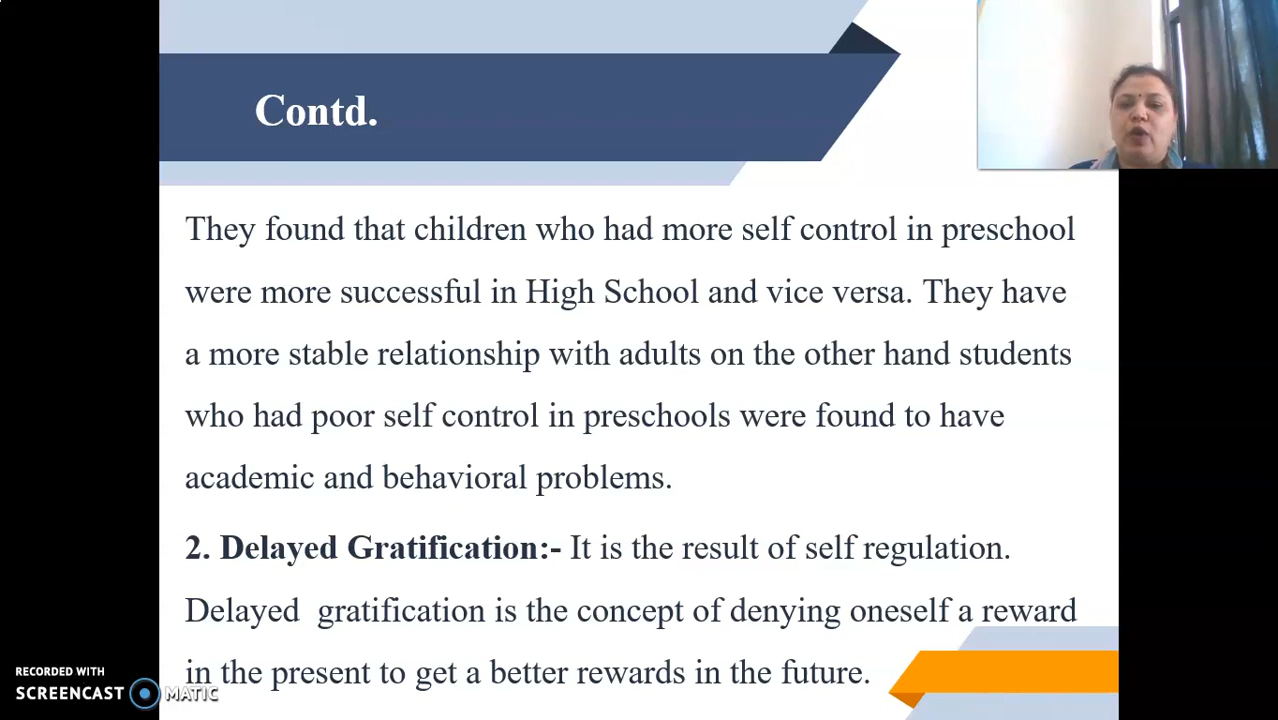 Contd.
They found that children who had more self control in preschool
were more successful in High School and vice versa. They have
a more stable relationship with adults on the other hand students
who had poor self control in preschools were found to have
academic and behavioral problems.
2. Delayed Gratification:- It is the result of self regulation.
Delayed gratification is the concept of denying oneself a reward
in the present to get a better rewards in the future.
RECORDED WITH
SCREENCAST MATIC